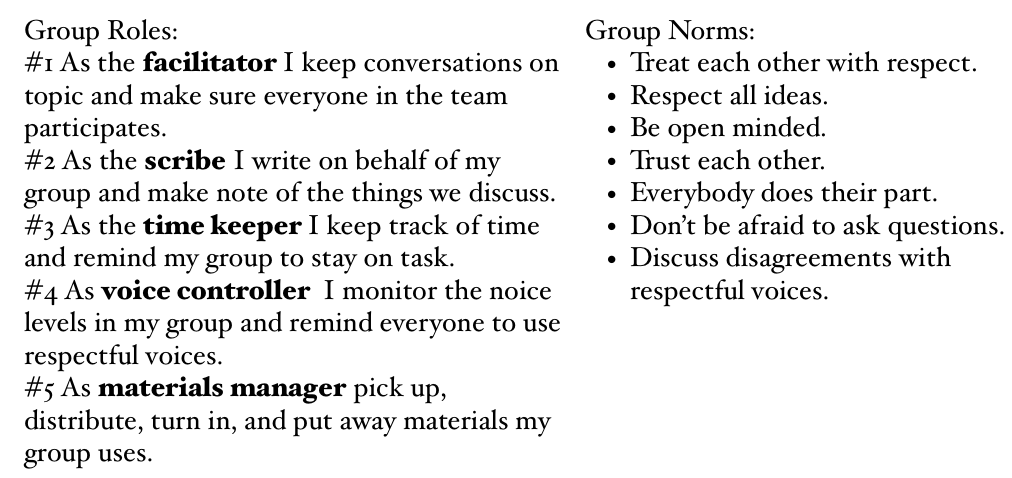 Group Roles:
#1 As the facilitator I keep conversations on
topic and make sure everyone in the team
participates.
#2 As the scribe I write on behalf of my
group and make note of the things we discuss.
#3 As the time keeper I keep track of time
and remind my group to stay on task.
#4 As voice controller  I monitor the noice
levels in my group and remind everyone to use
respectful voices.
#5 As materials manager pick up,
distribute, turn in, and put away materials my
group uses.
Group Norms:
• Treat each other with respect.
• Respect all ideas.
• Be open minded.
• Trust each other.
• Everybody does their part.
• Don’t be afraid to ask questions.
• Discuss disagreements with
respectful voices.